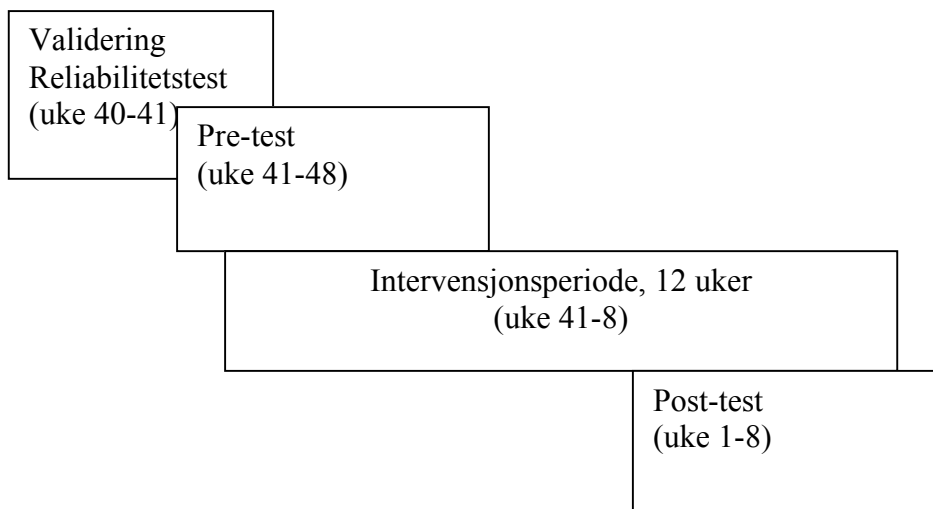 Validering
Reliabilitetstest
(uke 40-41)
Pre-test
(uke 41-48)
Intervensjonsperiode, 12 uker
(uke 41-8)
Post-test
(uke 1-8)